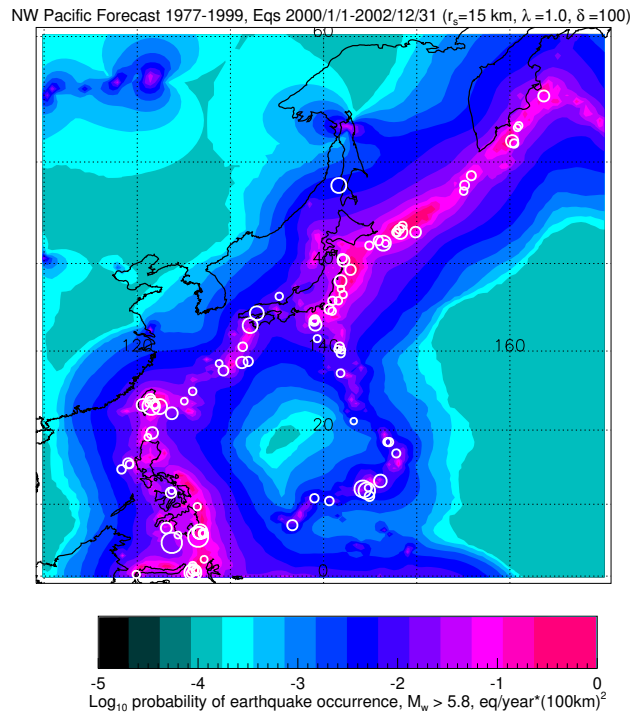 NW Pacific Forecast 1977-1999, Eqs 2000/1/1-2002/12/31 (rₛ=15 km, λ=1.0, δ=100)
60
40
120 140 160
20
0
-5 -4 -3 -2 -1 0
Log₁₀ probability of earthquake occurrence, M_w > 5.8, eq/year*(100km)²